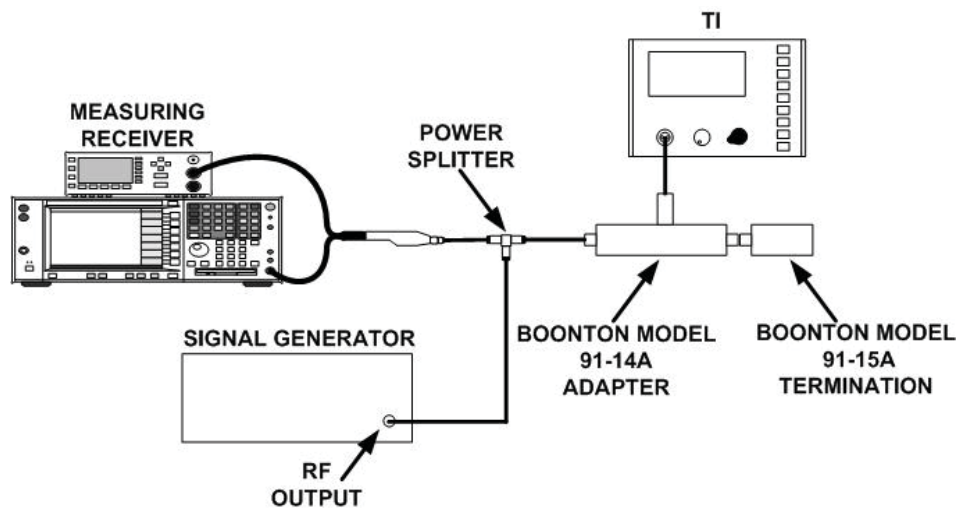 TI
MEASURING
RECEIVER
POWER
SPLITTER
SIGNAL GENERATOR
BOONTON MODEL
91-14A
ADAPTER
BOONTON MODEL
91-15A
TERMINATION
RF
OUTPUT